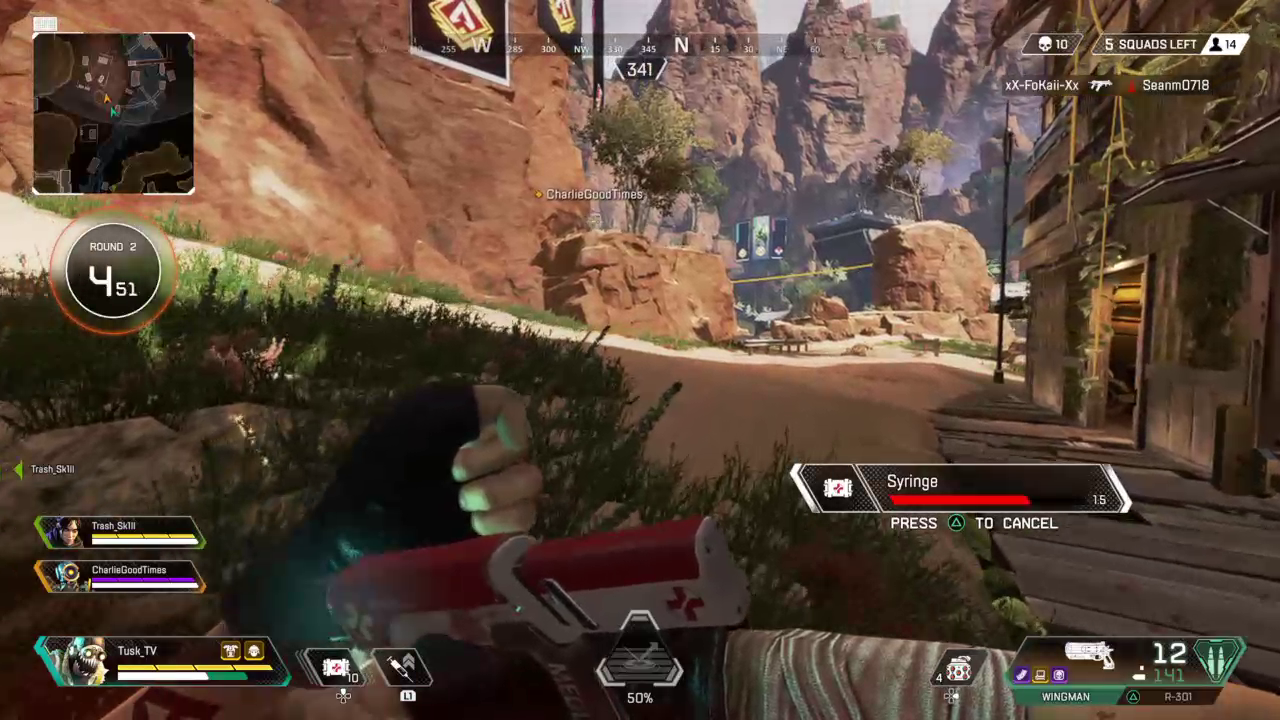 W 285 300 NW 330 345 N 15 30 NE 60
255
341
10
5 SQUADS LEFT 14
xX-FoKaii-Xx Seanm0718
CharlieGoodTimes
ROUND 2
4 51
Trash_Sk1ll
Syringe
1.5
PRESS TO CANCEL
Trash_Sk1ll
CharlieGoodTimes
Tusk_TV
10
L1
50%
4
12
141
WINGMAN R-301